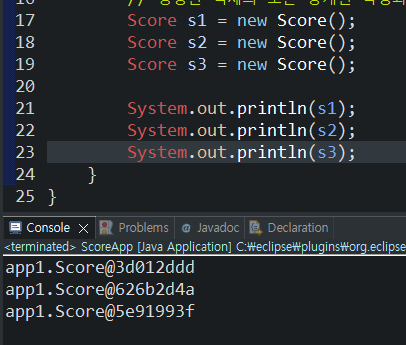 17 Score s1 = new Score();
18 Score s2 = new Score();
19 Score s3 = new Score();
20
21 System.out.println(s1);
22 System.out.println(s2);
23 System.out.println(s3);
24 }
25 }
Console Problems @ Javadoc Declaration
<terminated> ScoreApp [Java Application] C:₩eclipse₩plugins₩org.eclipse
app1.Score@3d012ddd
app1.Score@626b2d4a
app1.Score@5e91993f